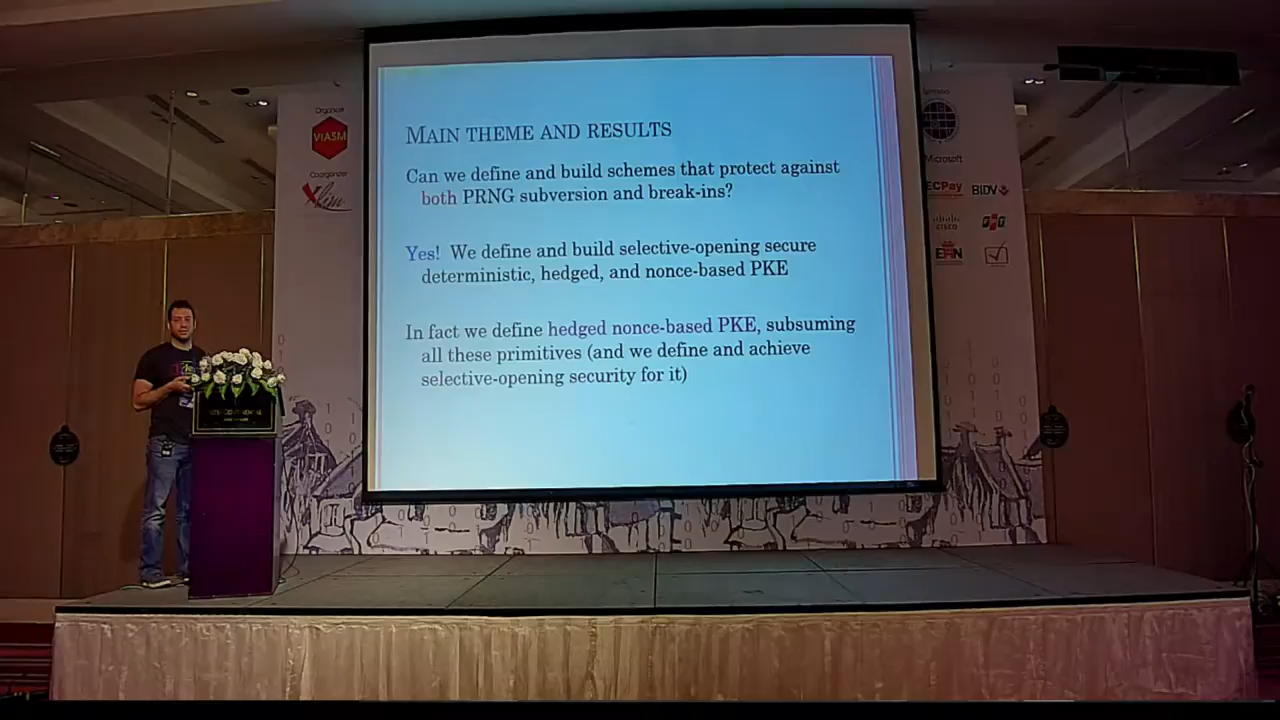 MAIN THEME AND RESULTS
Can we define and build schemes that protect against
both PRNG subversion and break-ins?
Yes! We define and build selective-opening secure
deterministic, hedged, and nonce-based PKE
In fact we define hedged nonce-based PKE, subsuming
all these primitives (and we define and achieve
selective-opening security for it)
VIASM
Xlim
Microsoft
ECPay
BIDV
CISCO
FPT